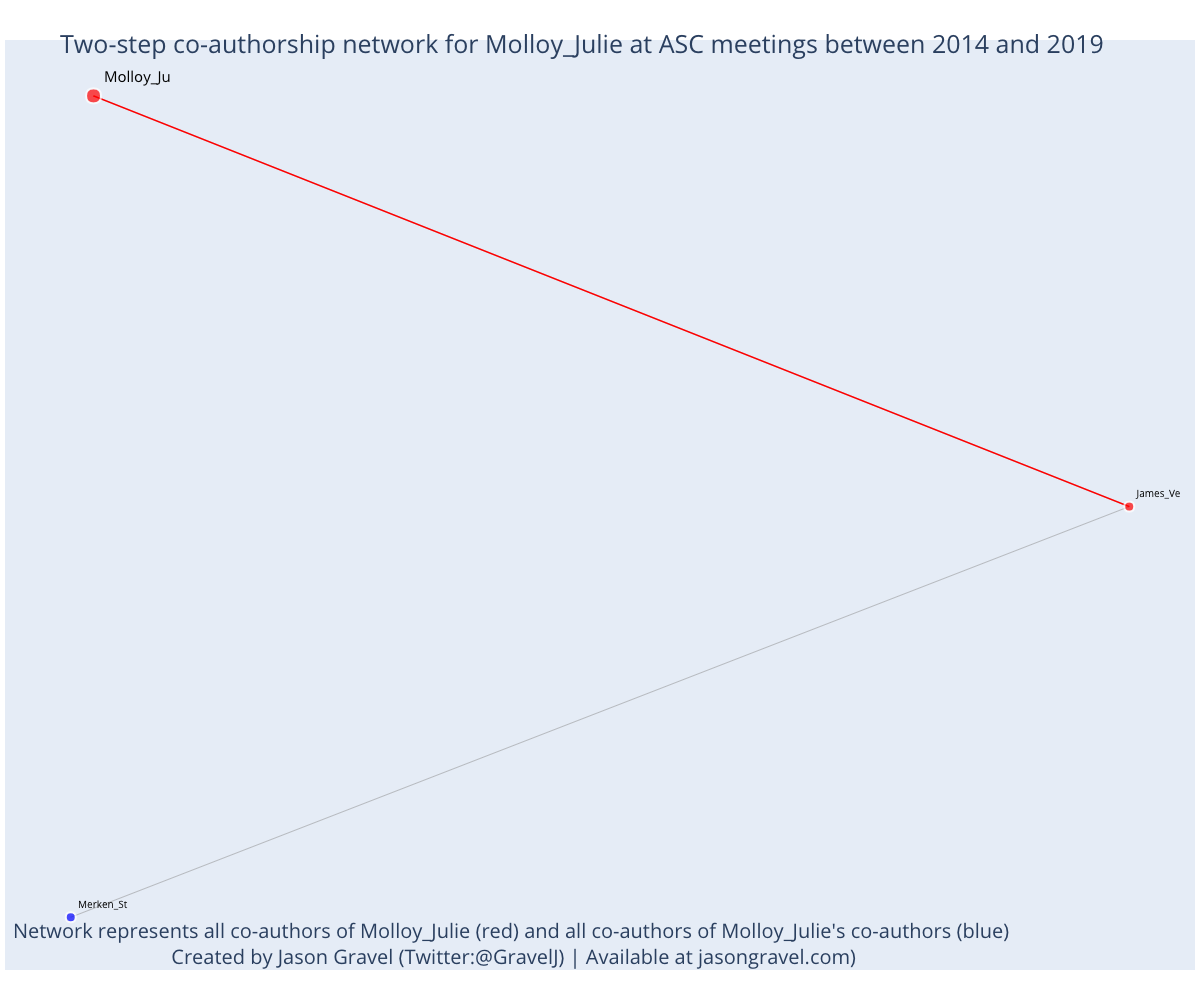 Two-step co-authorship network for Molloy_Julie at ASC meetings between 2014 and 2019
Molloy_Ju
James_Ve
Merken_St
Network represents all co-authors of Molloy_Julie (red) and all co-authors of Molloy_Julie's co-authors (blue)
Created by Jason Gravel (Twitter:@GravelJ) | Available at jasongravel.com)